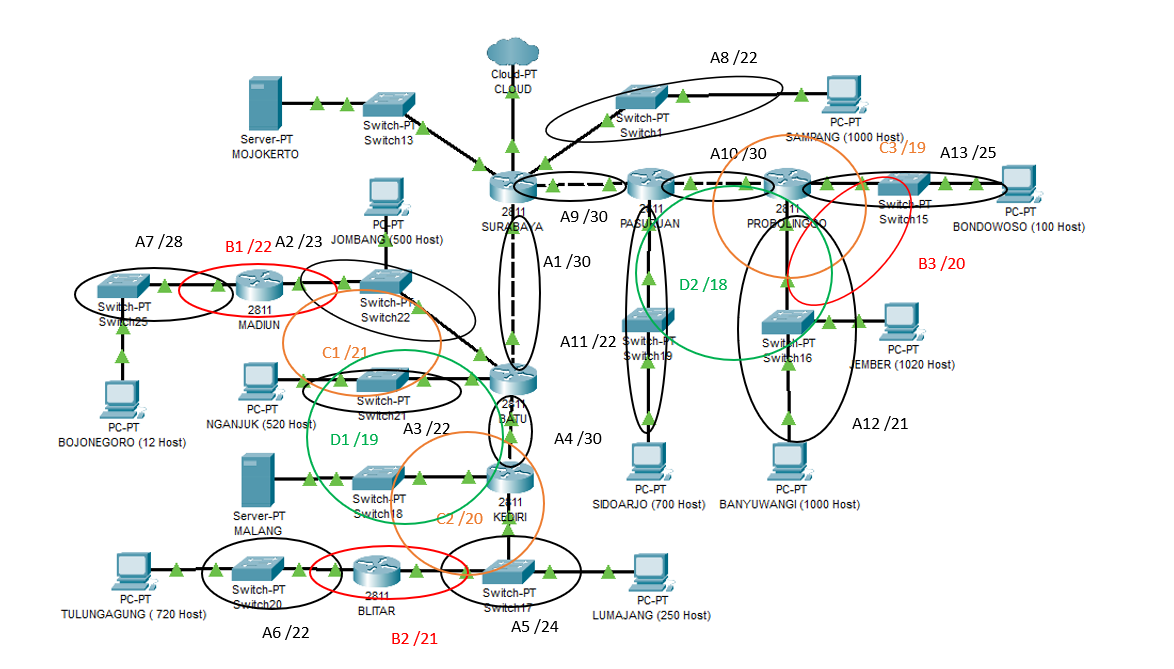 A8 /22
Cloud-PT
CLOUD
Switch-PT
Switch1
PC-PT
SAMPANG (1000 Host)
Server-PT
MOJOKERTO
Switch-PT
Switch13
C3 /19
A10 /30
A13 /25
2811
SURABAYA
A9 /30
2811
PASURUAN
2811
PROBOLINGGO
Switch-PT
Switch15
PC-PT
BONDOWOSO (100 Host)
PC-PT
JOMBANG (500 Host)
A7 /28
B1 /22
A2 /23
A1 /30
B3 /20
D2 /18
Switch-PT
Switch25
2811
MADIUN
Switch-PT
Switch22
A11 /22
Switch-PT
Switch19
Switch-PT
Switch16
PC-PT
JEMBER (1020 Host)
C1 /21
PC-PT
BOJONEGORO (12 Host)
PC-PT
NGANJUK (520 Host)
Switch-PT
Switch21
2811
BATU
A3 /22
A12 /21
D1 /19
A4 /30
Server-PT
MALANG
Switch-PT
Switch18
2811
KEDIRI
C2 /20
PC-PT
SIDOARJO (700 Host)
PC-PT
BANYUWANGI (1000 Host)
PC-PT
TULUNGAGUNG ( 720 Host)
Switch-PT
Switch20
2811
BLITAR
Switch-PT
Switch17
PC-PT
LUMAJANG (250 Host)
A6 /22
B2 /21
A5 /24